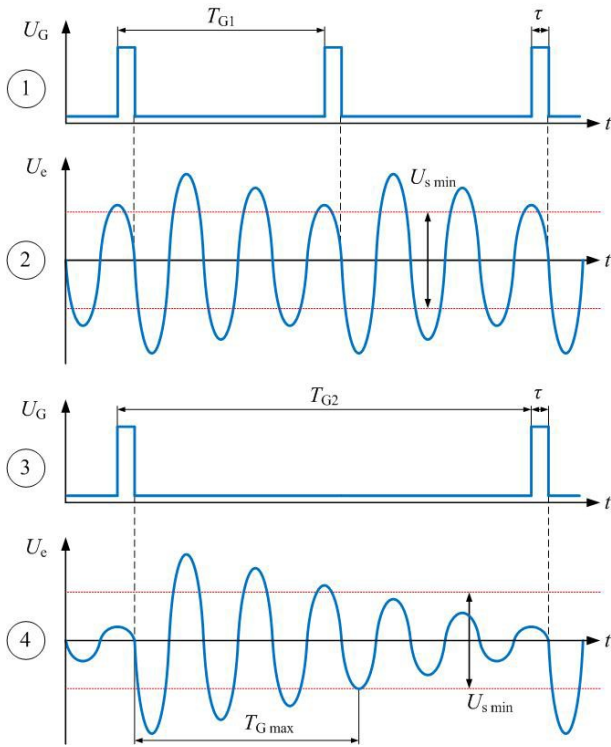 U_G T_G1 τ
1 t
U_e U_s min
2 t
U_G T_G2 τ
3 t
U_e
4 t
U_s min
T_G max